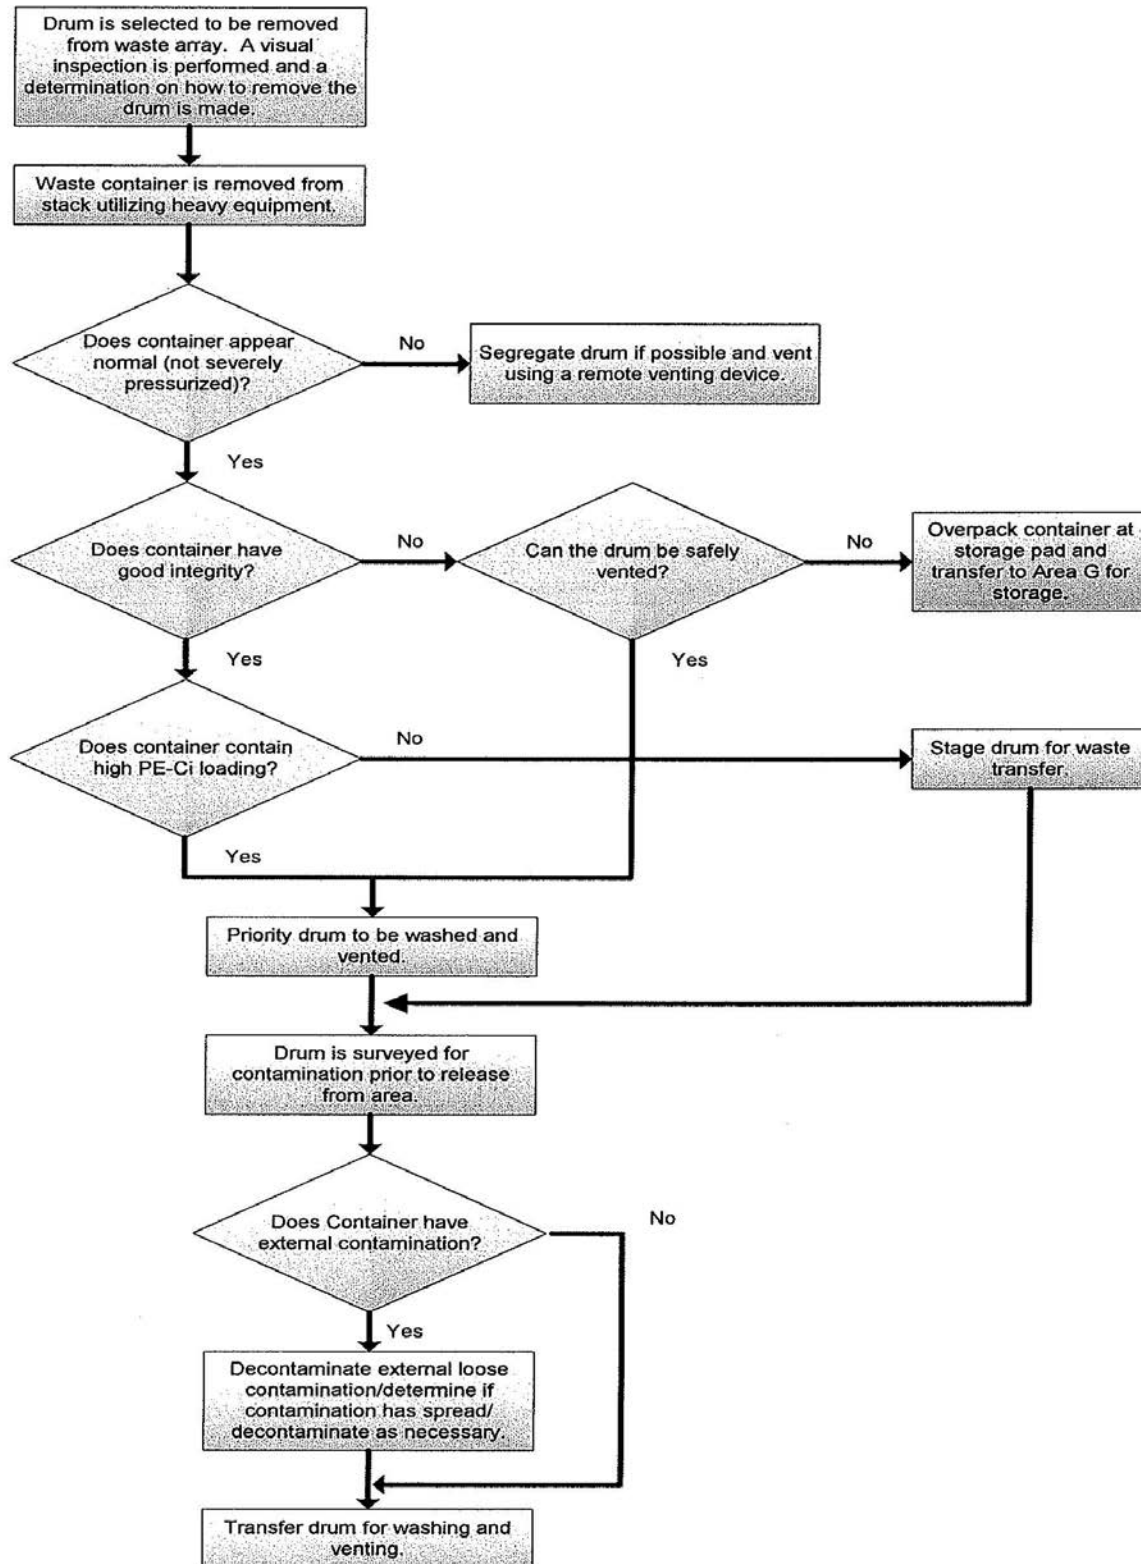 Drum is selected to be removed
from waste array. A visual
inspection is performed and a
determination on how to remove the
drum is made.
Waste container is removed from
stack utilizing heavy equipment.
Does container appear
normal (not severely
pressurized)?
No
Segregate drum if possible and vent
using a remote venting device.
Yes
Does container have
good integrity?
No
Can the drum be safely
vented?
No
Overpack container at
storage pad and
transfer to Area G for
storage.
Yes
Yes
Does container contain
high PE-Ci loading?
No
Stage drum for waste
transfer.
Yes
Priority drum to be washed and
vented.
Drum is surveyed for
contamination prior to release
from area.
Does Container have
external contamination?
No
Yes
Decontaminate external loose
contamination/determine if
contamination has spread/
decontaminate as necessary.
Transfer drum for washing and
venting.